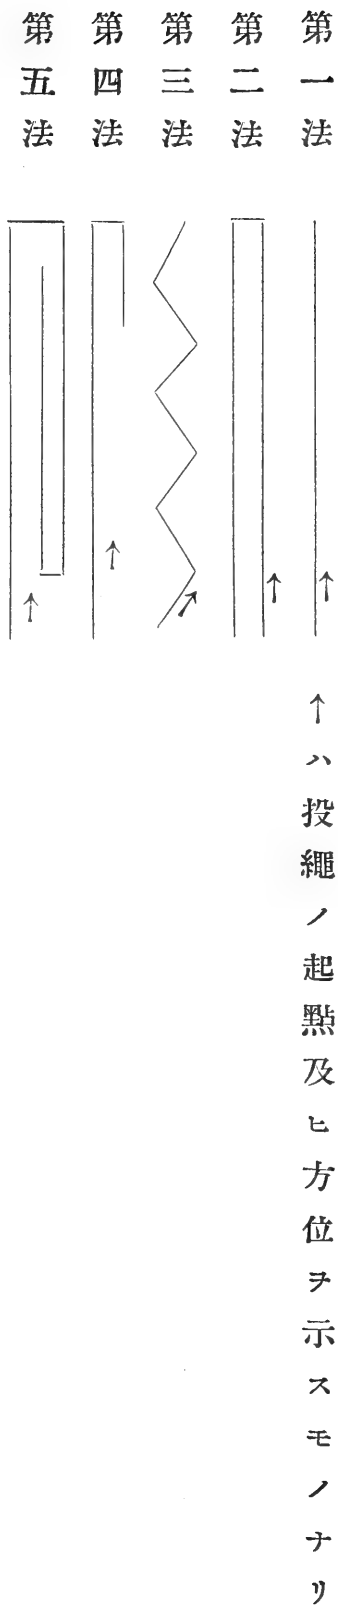 第一法
↑ハ投繩ノ起點及ヒ方位ヲ示スモノナリ
第二法
第三法
第四法
第五法